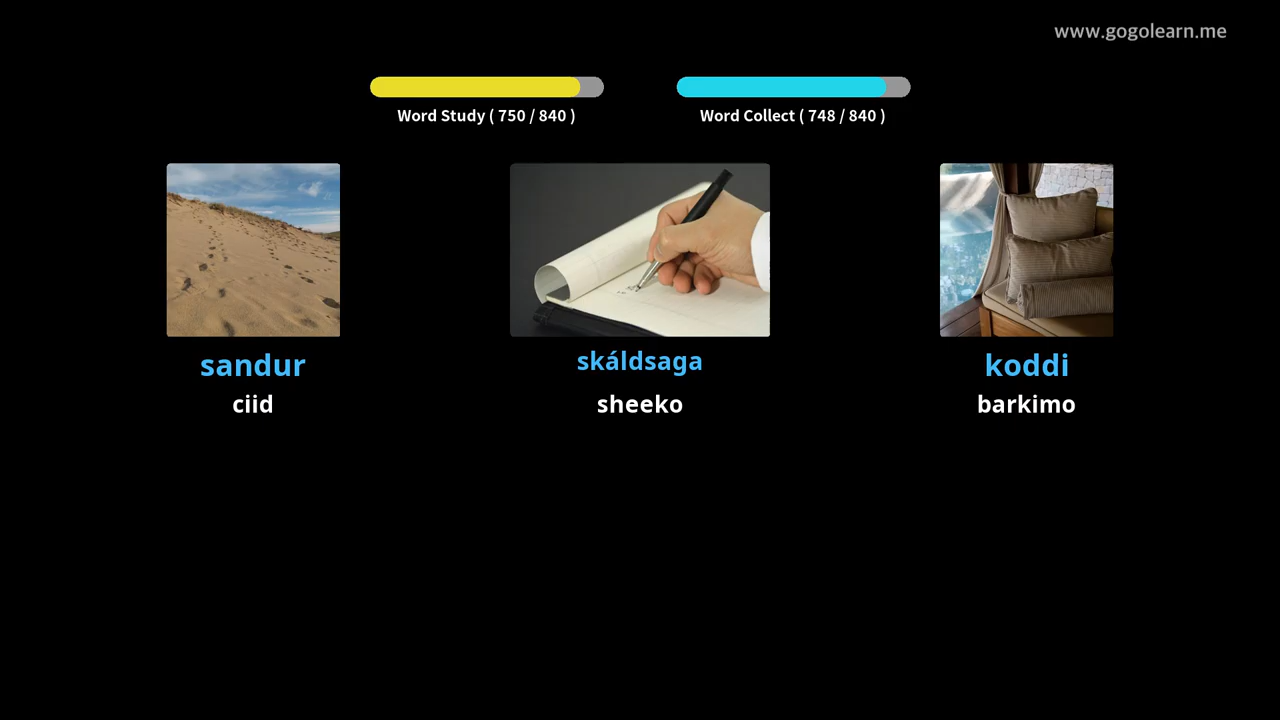 www.gogolearn.me
Word Study ( 750 / 840 )
Word Collect ( 748 / 840 )
sandur
ciid
skáldsaga
sheeko
koddi
barkimo